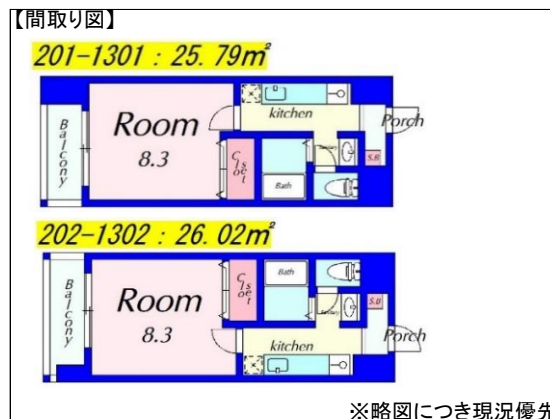 【間取り図】
201-1301 : 25.79㎡
Balcony
Room
8.3
Closet
kitchen
Bath
Porch
S.B
202-1302 : 26.02㎡
Balcony
Room
8.3
Closet
Bath
kitchen
S.B
Porch
※略図につき現況優先